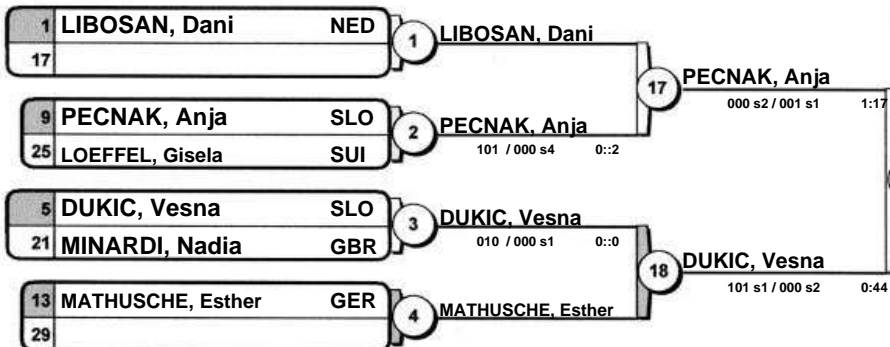 1 LIBOSAN, Dani NED
17
1
LIBOSAN, Dani
9 PECNAK, Anja SLO
25 LOEFFEL, Gisela SUI
2
PECNAK, Anja
101 / 000 s4 0::2
17
PECNAK, Anja
000 s2 / 001 s1 1:17
5 DUKIC, Vesna SLO
21 MINARDI, Nadia GBR
3
DUKIC, Vesna
010 / 000 s1 0::0
13 MATHUSCHE, Esther GER
29
4
MATHUSCHE, Esther
18
DUKIC, Vesna
101 s1 / 000 s2 0:44